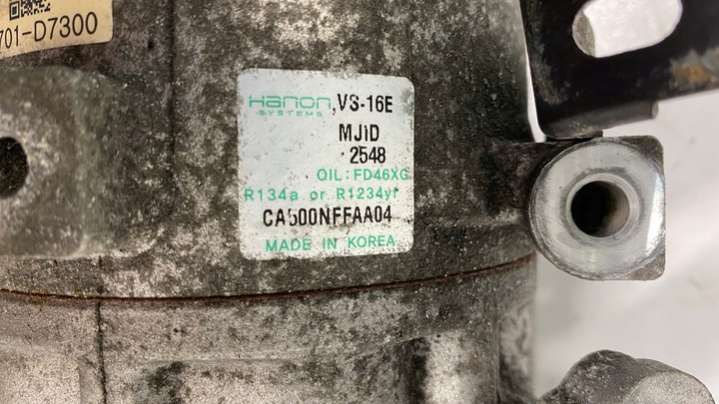 701-D7300
Hanon VS-16E
SYSTEMS
MJID
2548
OIL: FD46XG
R134a or R1234yf
CA500NFFAA04
MADE IN KOREA